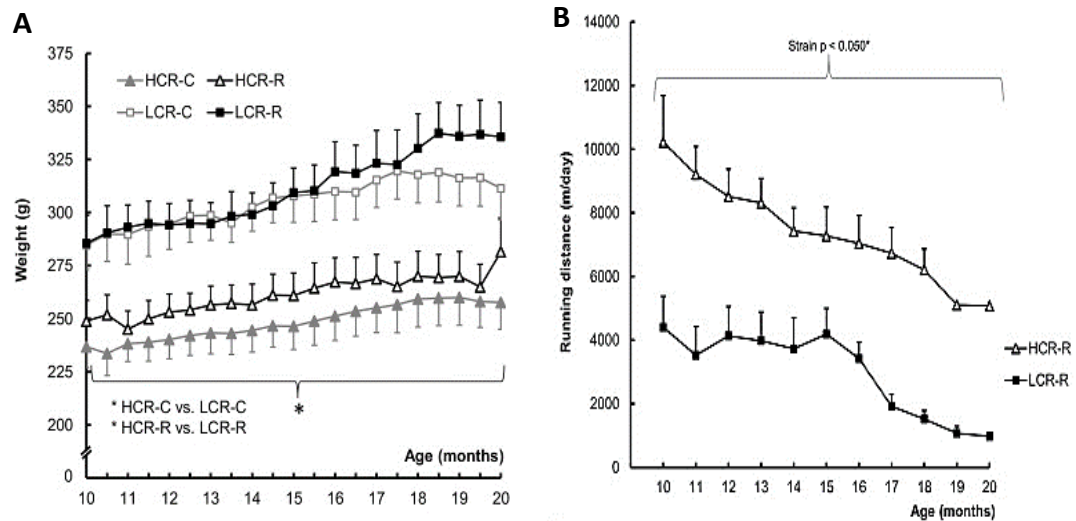 A
375
350
325
300
275
250
225
200
0
Weight (g)
HCR-C
HCR-R
LCR-C
LCR-R
* HCR-C vs. LCR-C
* HCR-R vs. LCR-R
*
Age (months)
10 11 12 13 14 15 16 17 18 19 20
B
14000
12000
10000
8000
6000
4000
2000
0
Running distance (m/day)
Strain p < 0.050*
HCR-R
LCR-R
10 11 12 13 14 15 16 17 18 19 20
Age (months)